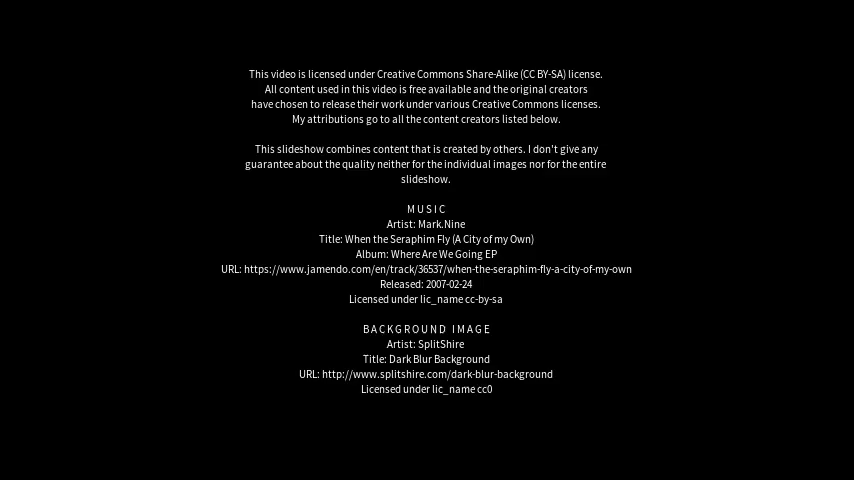 This video is licensed under Creative Commons Share-Alike (CC BY-SA) license.
All content used in this video is free available and the original creators
have chosen to release their work under various Creative Commons licenses.
My attributions go to all the content creators listed below.
This slideshow combines content that is created by others. I don't give any
guarantee about the quality neither for the individual images nor for the entire
slideshow.
MUSIC
Artist: Mark.Nine
Title: When the Seraphim Fly (A City of my Own)
Album: Where Are We Going EP
URL: https://www.jamendo.com/en/track/36537/when-the-seraphim-fly-a-city-of-my-own
Released: 2007-02-24
Licensed under lic_name cc-by-sa
BACKGROUND IMAGE
Artist: SplitShire
Title: Dark Blur Background
URL: http://www.splitshire.com/dark-blur-background
Licensed under lic_name cc0